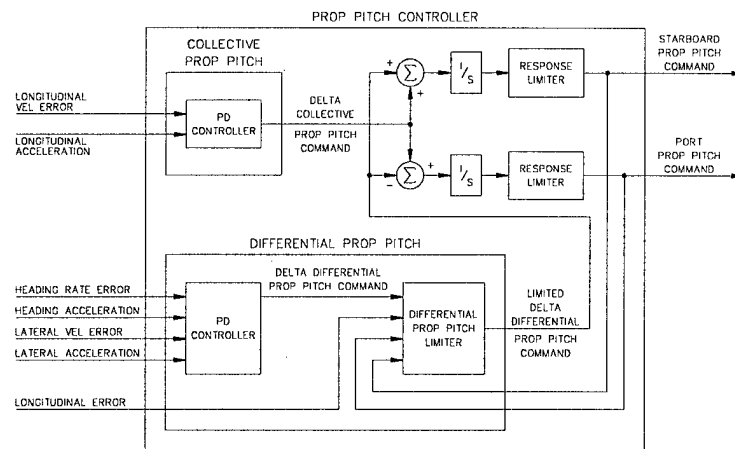 PROP PITCH CONTROLLER
COLLECTIVE
PROP PITCH
STARBOARD
PROP PITCH
COMMAND
+
Σ
+
1/S
RESPONSE
LIMITER
LONGITUDINAL
VEL ERROR
PD
CONTROLLER
DELTA
COLLECTIVE
PROP PITCH
COMMAND
LONGITUDINAL
ACCELERATION
PORT
PROP PITCH
COMMAND
Σ
+
-
1/S
RESPONSE
LIMITER
DIFFERENTIAL PROP PITCH
HEADING RATE ERROR
HEADING ACCELERATION
LATERAL VEL ERROR
LATERAL ACCELERATION
PD
CONTROLLER
DELTA DIFFERENTIAL
PROP PITCH COMMAND
DIFFERENTIAL
PROP PITCH
LIMITER
LIMITED
DELTA
DIFFERENTIAL
PROP PITCH
COMMAND
LONGITUDINAL ERROR